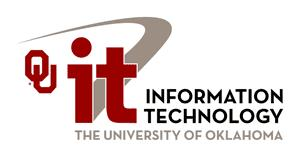 OU it
INFORMATION
TECHNOLOGY
THE UNIVERSITY OF OKLAHOMA